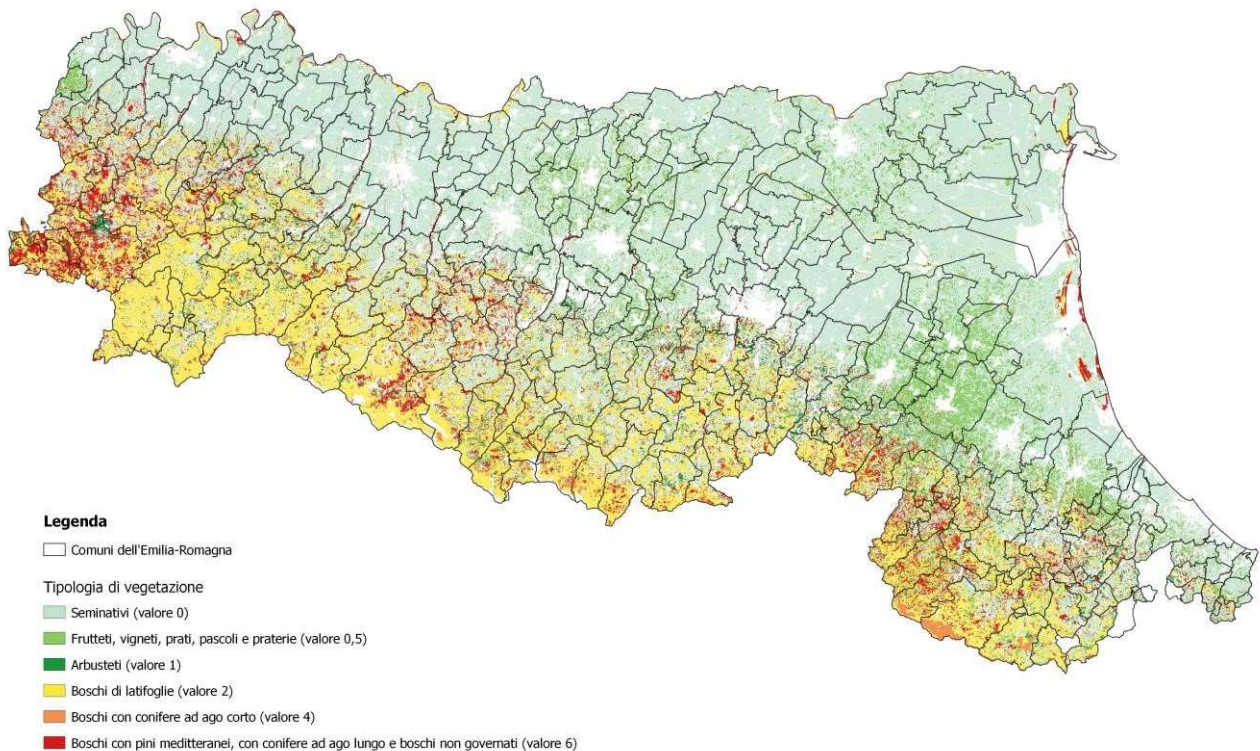 Legenda
Comuni dell'Emilia-Romagna
Tipologia di vegetazione
Seminativi (valore 0)
Frutteti, vigneti, prati, pascoli e praterie (valore 0,5)
Arbusteti (valore 1)
Boschi di latifoglie (valore 2)
Boschi con conifere ad ago corto (valore 4)
Boschi con pini meditteranei, con conifere ad ago lungo e boschi non governati (valore 6)